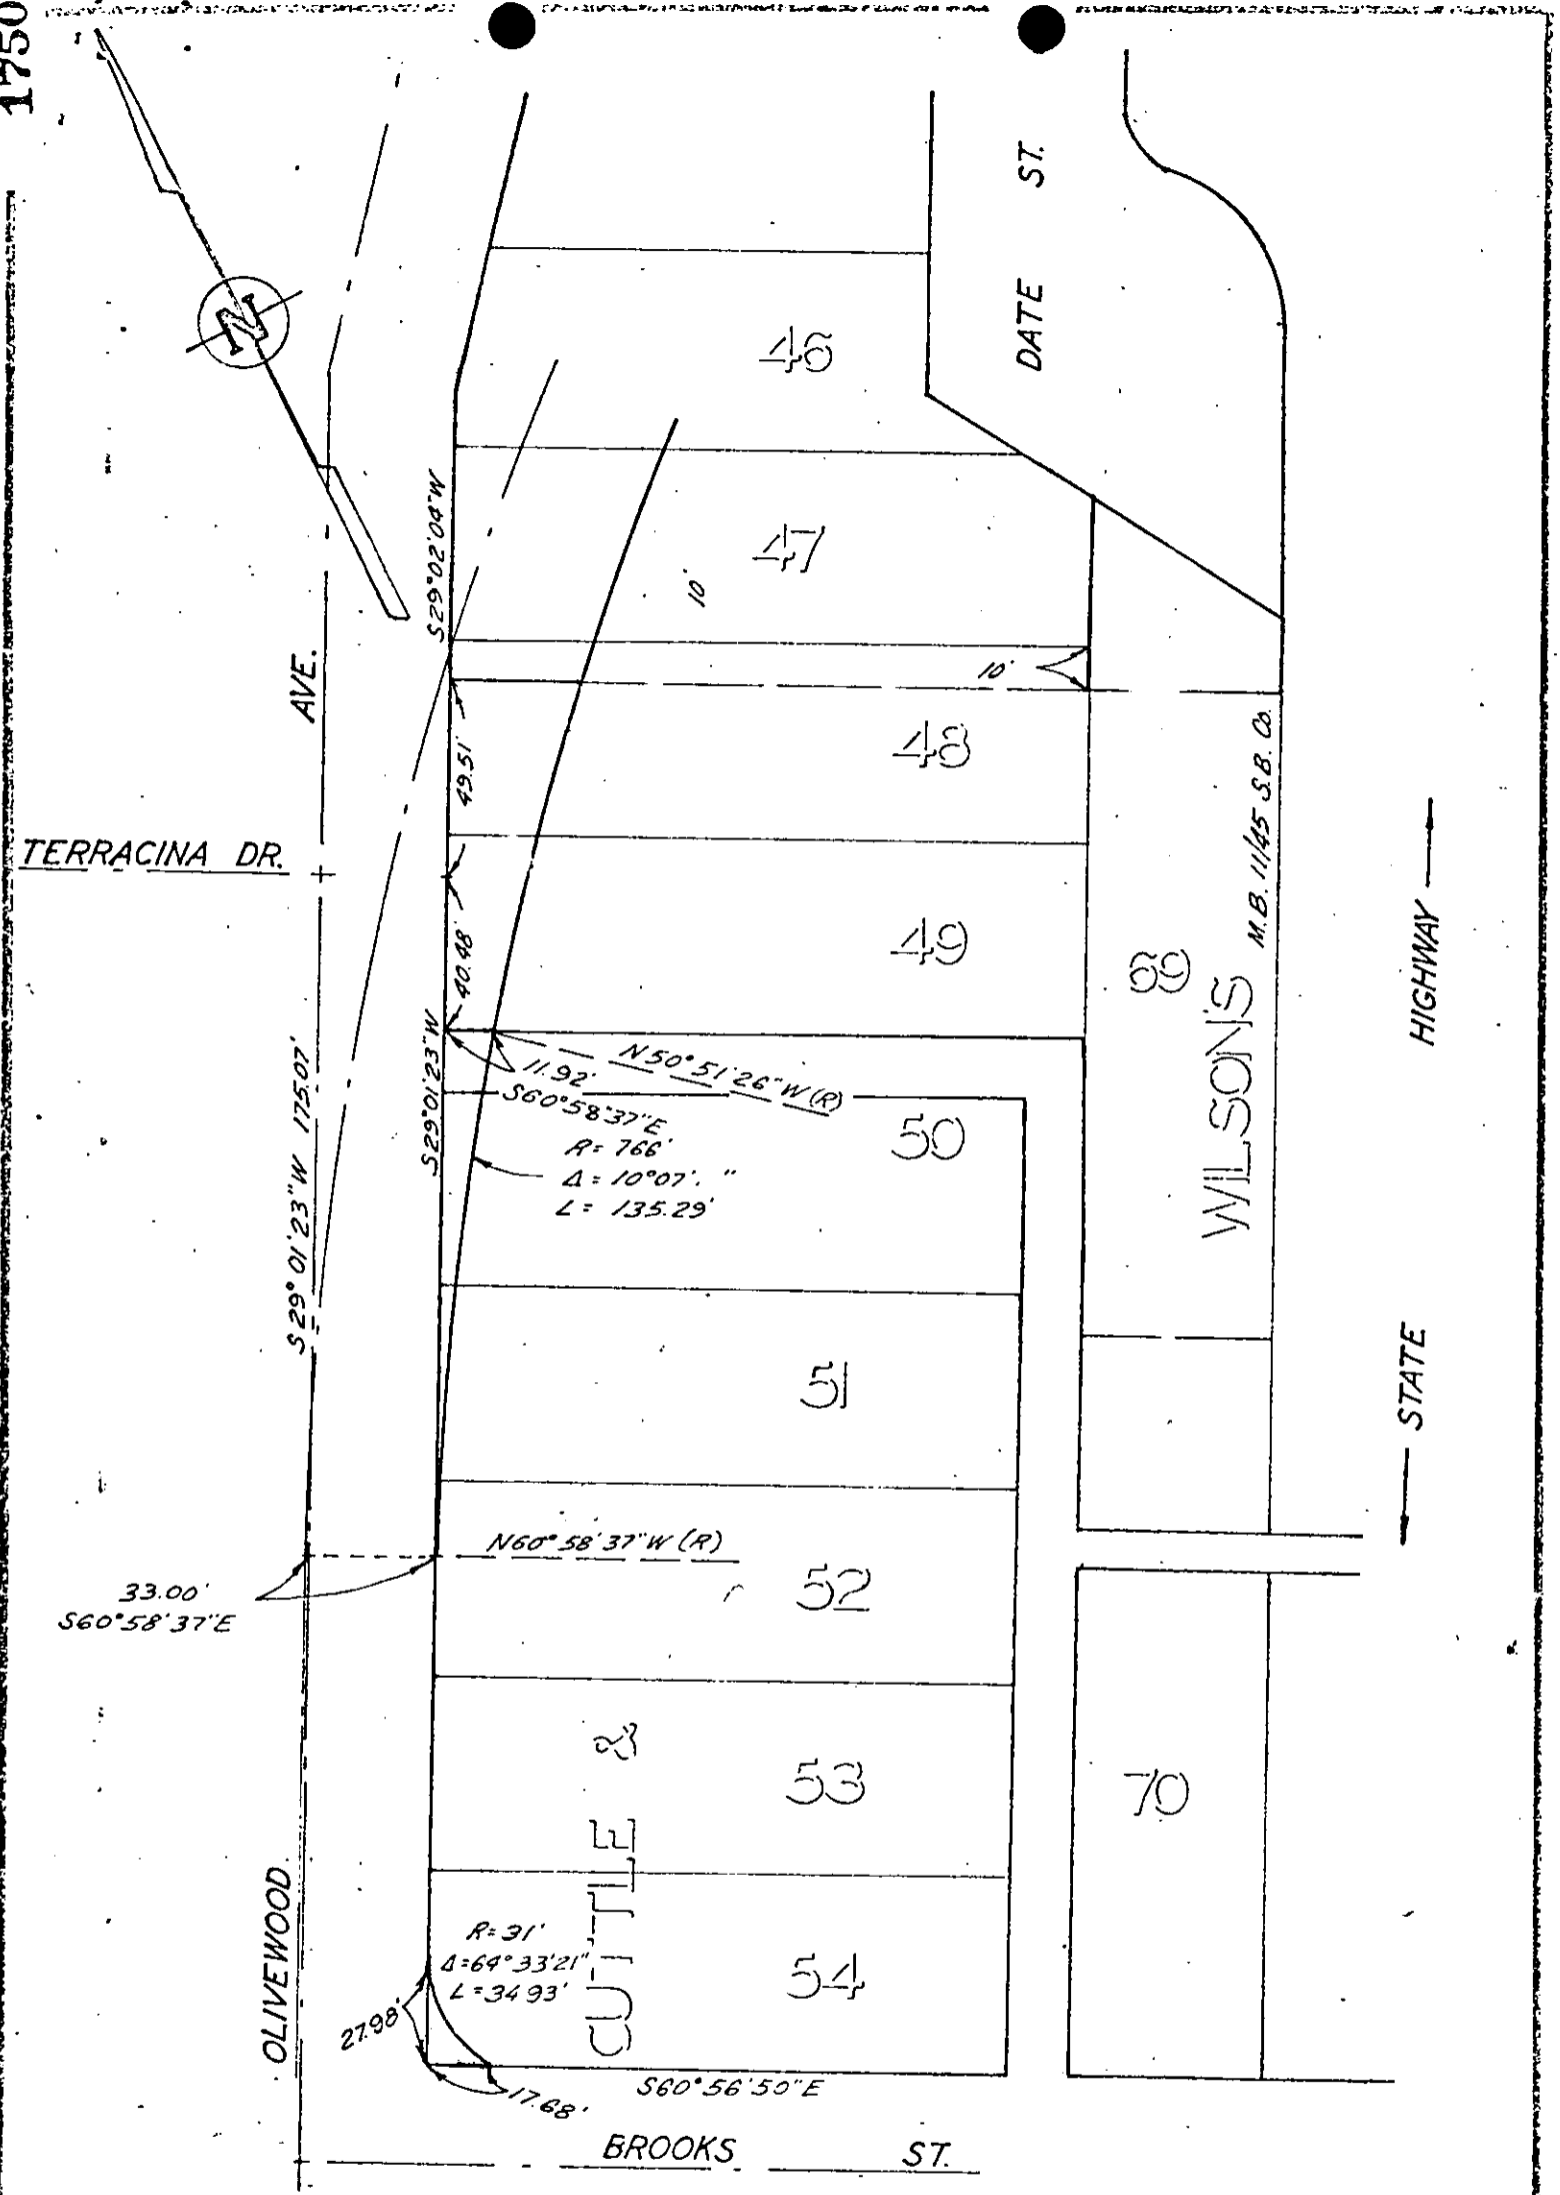 1750
N
DATE ST.
46
S29°02'04"W
47
10'
AVE.
10'
48
49.51'
M.B. 11/45 S.B. Co.
TERRACINA DR.
HIGHWAY
49
40.48'
69
WILSON'S
S29°01'23"W
N50°51'26"W (R)
11.92'
S60°58'37"E
50
R= 766'
Δ= 10°07'. "
L= 135.29'
S29°01'23"W 175.07'
51
STATE
N60°58'37"W (R)
52
33.00'
S60°58'37"E
53
70
CUTTLE &
OLIVEWOOD
R=31'
Δ=64°33'21"
L=34.93'
54
27.98'
17.68'
S60°56'50"E
BROOKS ST.